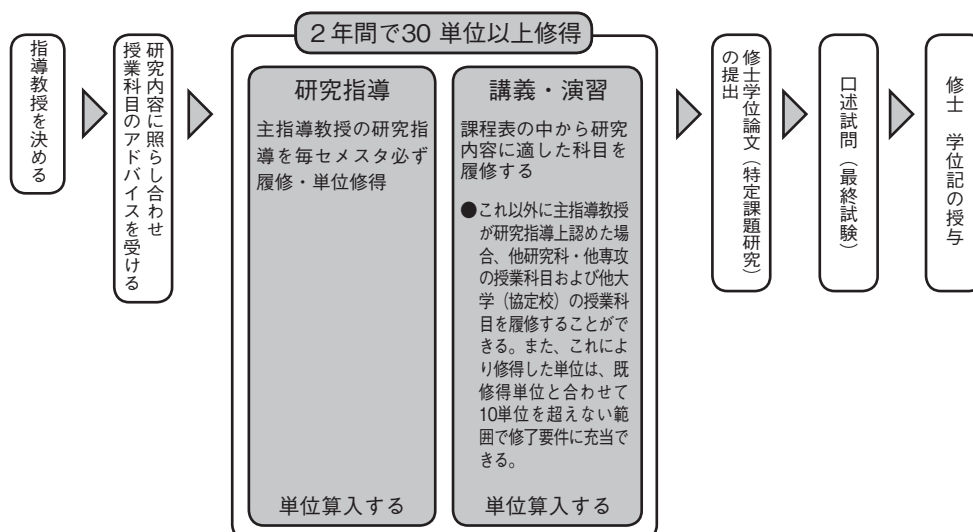 指導教授を決める
研究内容に照らし合わせ
授業科目のアドバイスを受ける
2年間で30 単位以上修得
研究指導
主指導教授の研究指
導を毎セメスタ必ず
履修・単位修得
単位算入する
講義・演習
課程表の中から研究
内容に適した科目を
履修する
●これ以外に主指導教授
が研究指導上認めた場
合、他研究科・他専攻
の授業科目および他大
学（協定校）の授業科
目を履修することがで
きる。また、これによ
り修得した単位は、既
修得単位と合わせて
10単位を超えない範
囲で修了要件に充当で
きる。
単位算入する
修士学位論文（特定課題研究）
の提出
口述試問（最終試験）
修士　学位記の授与